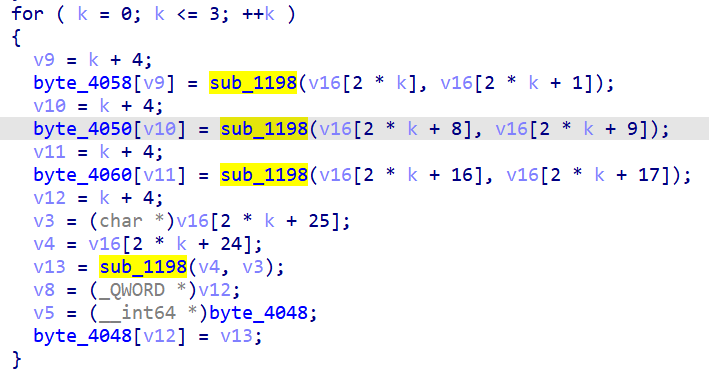 for ( k = 0; k <= 3; ++k )
{
v9 = k + 4;
byte_4058[v9] = sub_1198(v16[2 * k], v16[2 * k + 1]);
v10 = k + 4;
byte_4050[v10] = sub_1198(v16[2 * k + 8], v16[2 * k + 9]);
v11 = k + 4;
byte_4060[v11] = sub_1198(v16[2 * k + 16], v16[2 * k + 17]);
v12 = k + 4;
v3 = (char *)v16[2 * k + 25];
v4 = v16[2 * k + 24];
v13 = sub_1198(v4, v3);
v8 = (_QWORD *)v12;
v5 = (__int64 *)byte_4048;
byte_4048[v12] = v13;
}